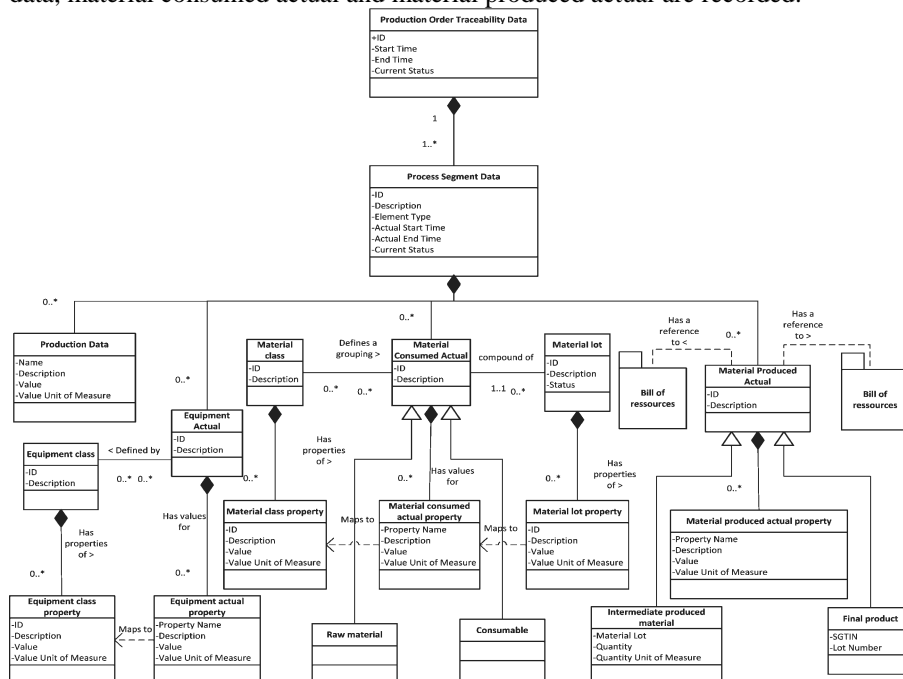 data, material consumed actual and material produced actual are recorded.
Production Order Traceability Data
+ID
-Start Time
-End Time
-Current Status
1
1..*
Process Segment Data
-ID
-Description
-Element Type
-Actual Start Time
-Actual End Time
-Current Status
0..*
0..*
0..*
0..*
Production Data
-Name
-Description
-Value
-Value Unit of Measure
Material
class
-ID
-Description
Defines a
grouping >
0..*
0..*
Material
Consumed Actual
-ID
-Description
compound of
1..1
0..*
Material lot
-ID
-Description
-Status
Has a
reference
to <
Bill of
ressources
Material Produced
Actual
-ID
-Description
Has a
reference
to >
Bill of
ressources
Equipment
Actual
-ID
-Description
Equipment class
-ID
-Description
< Defined by
0..*
0..*
Has
properties
of >
0..*
Has values
for
0..*
Has
properties
of >
0..*
Has values
for
0..*
Has
properties
of >
0..*
0..*
Material class property
-ID
-Description
-Value
-Value Unit of Measure
Maps to
Material consumed
actual property
-Property Name
-Description
-Value
-Value Unit of Measure
Maps to
Material lot property
-ID
-Description
-Value
-Value Unit of Measure
Material produced actual property
-Property Name
-Description
-Value
-Value Unit of Measure
Equipment class
property
-ID
-Description
-Value
-Value Unit of Measure
Maps to
Equipment actual
property
-Property Name
-Description
-Value
-Value Unit of Measure
Raw material
Consumable
Intermediate produced
material
-Material Lot
-Quantity
-Quantity Unit of Measure
Final product
-SGTIN
-Lot Number